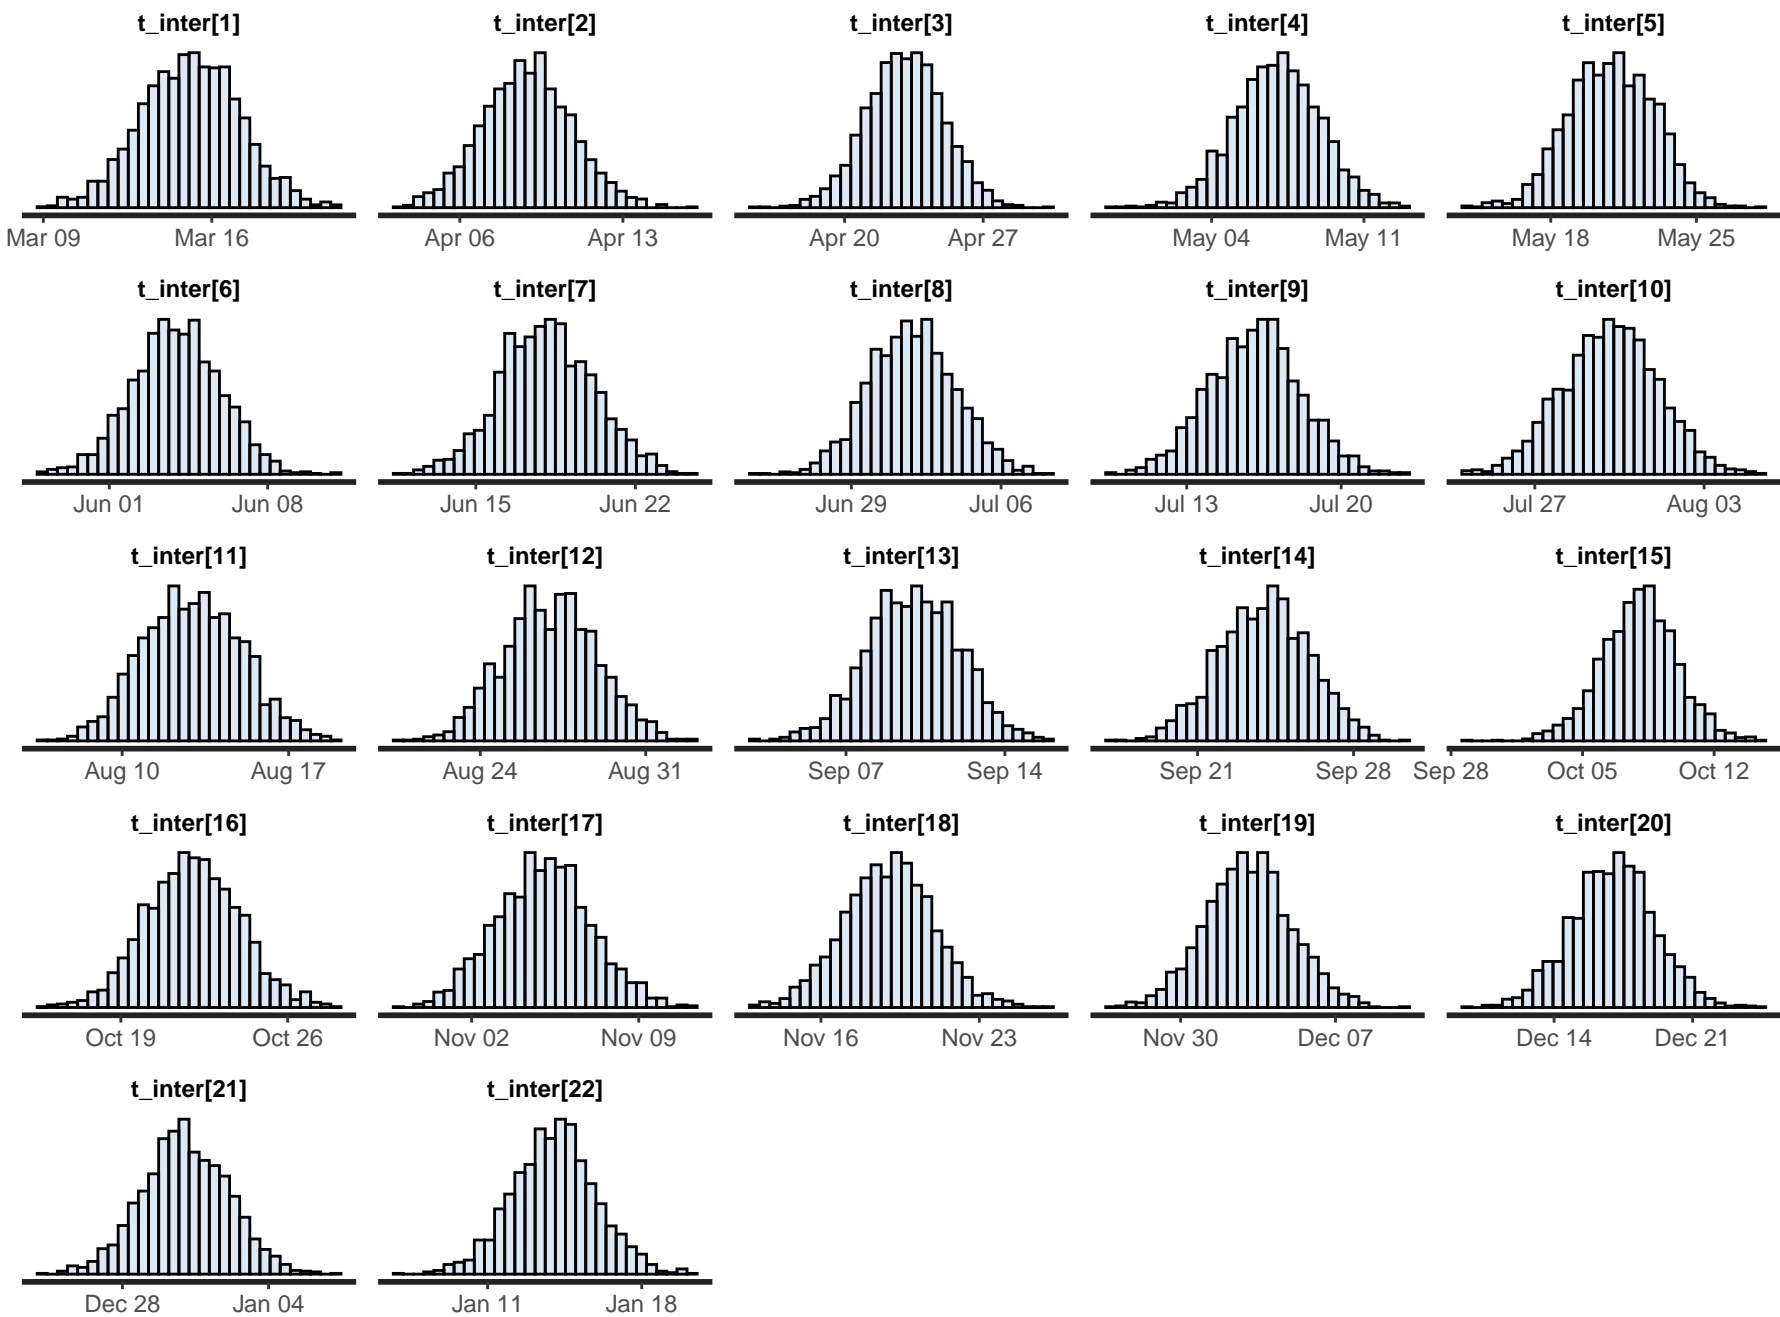 t_inter[1] t_inter[2] t_inter[3] t_inter[4] t_inter[5]
Mar 09 Mar 16 Apr 06 Apr 13 Apr 20 Apr 27 May 04 May 11 May 18 May 25
t_inter[6] t_inter[7] t_inter[8] t_inter[9] t_inter[10]
Jun 01 Jun 08 Jun 15 Jun 22 Jun 29 Jul 06 Jul 13 Jul 20 Jul 27 Aug 03
t_inter[11] t_inter[12] t_inter[13] t_inter[14] t_inter[15]
Aug 10 Aug 17 Aug 24 Aug 31 Sep 07 Sep 14 Sep 21 Sep 28 Sep 28 Oct 05 Oct 12
t_inter[16] t_inter[17] t_inter[18] t_inter[19] t_inter[20]
Oct 19 Oct 26 Nov 02 Nov 09 Nov 16 Nov 23 Nov 30 Dec 07 Dec 14 Dec 21
t_inter[21] t_inter[22]
Dec 28 Jan 04 Jan 11 Jan 18